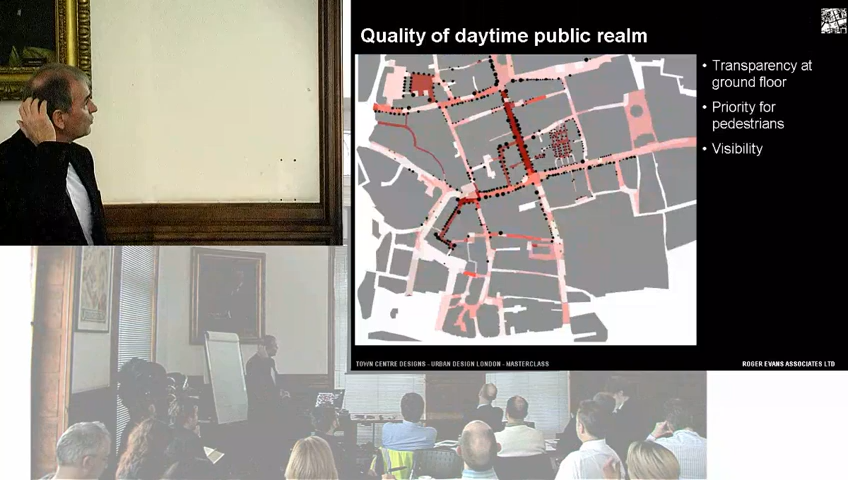 Quality of daytime public realm
• Transparency at
ground floor
• Priority for
pedestrians
• Visibility
TOWN CENTRE DESIGNS - URBAN DESIGN LONDON - MASTERCLASS
ROGER EVANS ASSOCIATES LTD